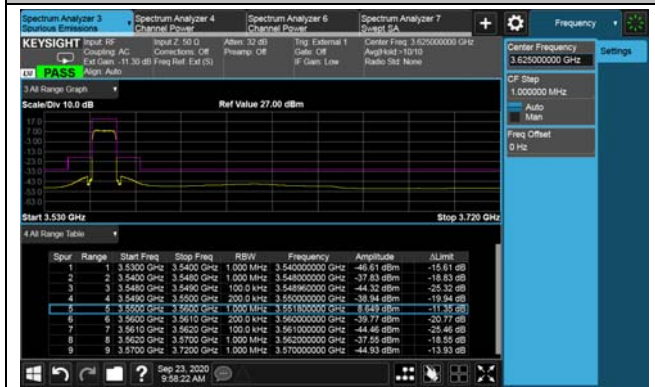 Spectrum Analyzer 3
Spurious Emissions
Spectrum Analyzer 4
Channel Power
Spectrum Analyzer 6
Channel Power
Spectrum Analyzer 7
Swept SA
+
Frequency
KEYSIGHT
Input: RF
Coupling: AC
Ext Gain: -11.30 dB
Align: Auto
Input Z: 50 Ω
Corrections: Off
Freq Ref: Ext (S)
Atten: 32 dB
Preamp: Off
Trig: External 1
Gate: Off
IF Gain: Low
Center Freq: 3.625000000 GHz
Avg|Hold:>10/10
Radio Std: None
PASS
Center Frequency
3.625000000 GHz
Settings
CF Step
1.000000 MHz
Auto
Man
Freq Offset
0 Hz
3 All Range Graph
Scale/Div 10.0 dB
Ref Value 27.00 dBm
17.0
7.00
-3.00
-13.0
-23.0
-33.0
-43.0
-53.0
-63.0
Start 3.530 GHz
Stop 3.720 GHz
4 All Range Table
Spur Range Start Freq Stop Freq RBW Frequency Amplitude ΔLimit
1 1 3.5300 GHz 3.5400 GHz 1.000 MHz 3.540000000 GHz -46.61 dBm -15.61 dB
2 2 3.5400 GHz 3.5480 GHz 1.000 MHz 3.548000000 GHz -37.83 dBm -18.83 dB
3 3 3.5480 GHz 3.5490 GHz 100.0 kHz 3.548960000 GHz -44.32 dBm -25.32 dB
4 4 3.5490 GHz 3.5500 GHz 200.0 kHz 3.550000000 GHz -38.94 dBm -19.94 dB
5 5 3.5500 GHz 3.5600 GHz 1.000 MHz 3.551800000 GHz 8.649 dBm -11.35 dB
6 6 3.5600 GHz 3.5610 GHz 200.0 kHz 3.560000000 GHz -39.77 dBm -20.77 dB
7 7 3.5610 GHz 3.5620 GHz 100.0 kHz 3.561000000 GHz -44.46 dBm -25.46 dB
8 8 3.5620 GHz 3.5700 GHz 1.000 MHz 3.562000000 GHz -37.55 dBm -18.55 dB
9 9 3.5700 GHz 3.7200 GHz 1.000 MHz 3.570000000 GHz -44.93 dBm -13.93 dB
?
Sep 23, 2020
9:58:22 AM